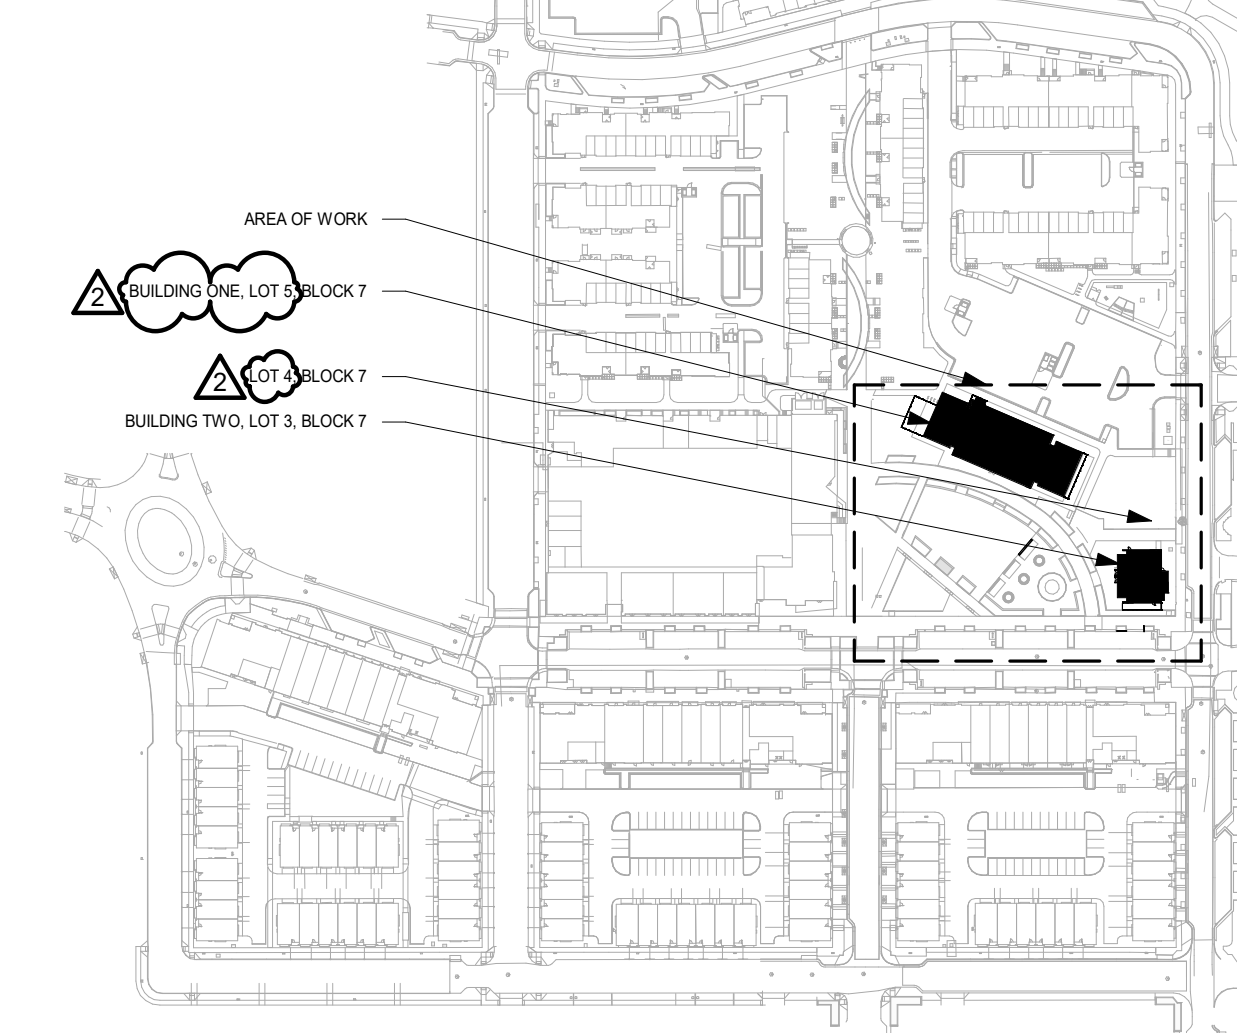 AREA OF WORK
2 BUILDING ONE, LOT 5, BLOCK 7
2 LOT 4, BLOCK 7
BUILDING TWO, LOT 3, BLOCK 7